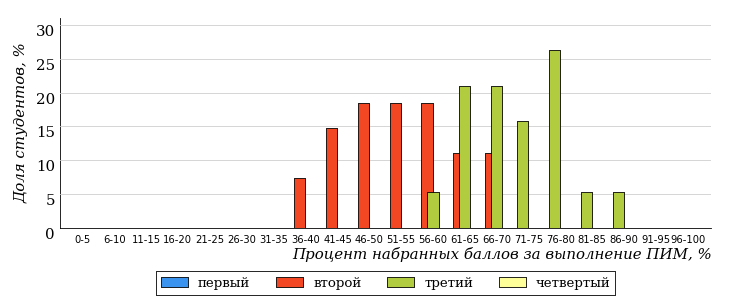 Доля студентов, %
30
25
20
15
10
5
0
0-5 6-10 11-15 16-20 21-25 26-30 31-35 36-40 41-45 46-50 51-55 56-60 61-65 66-70 71-75 76-80 81-85 86-90 91-95 96-100
Процент набранных баллов за выполнение ПИМ, %
первый второй третий четвертый